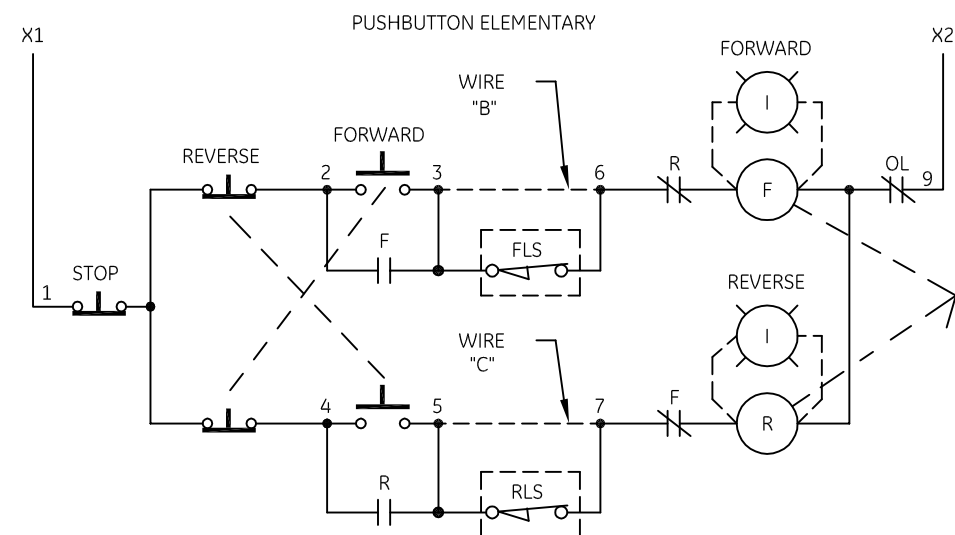 PUSHBUTTON ELEMENTARY
X1
X2
FORWARD
WIRE
"B"
I
FORWARD
REVERSE
2
3
6
R
F
OL
9
F
FLS
STOP
1
REVERSE
I
WIRE
"C"
4
5
7
F
R
R
RLS